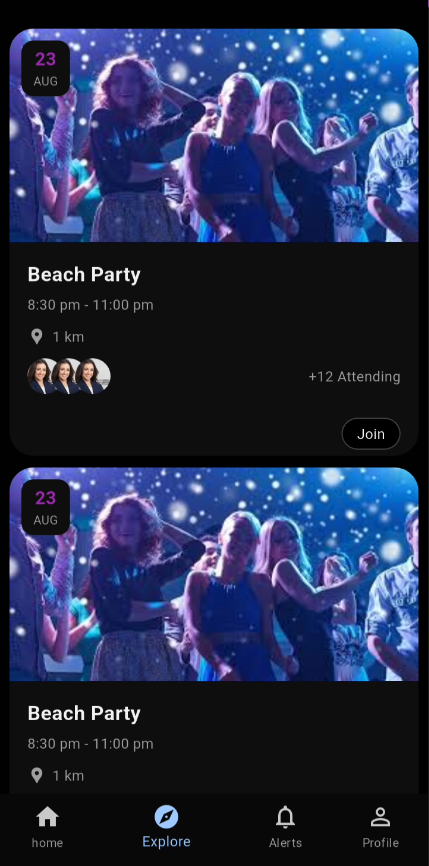 23
AUG
Beach Party
8:30 pm - 11:00 pm
1 km
+12 Attending
Join
23
AUG
Beach Party
8:30 pm - 11:00 pm
1 km
home
Explore
Alerts
Profile